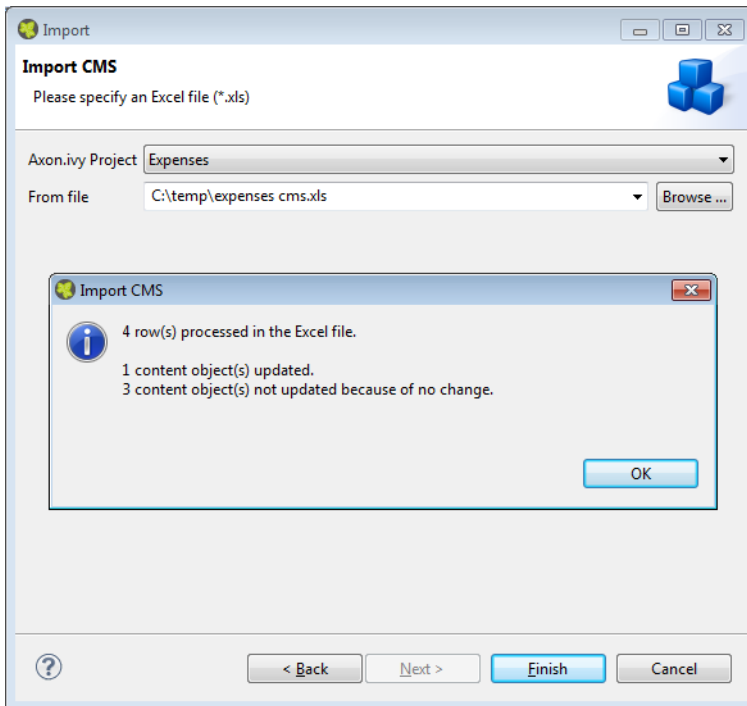 Import
Import CMS
Please specify an Excel file (*.xls)
Axon.ivy Project Expenses
From file C:\temp\expenses cms.xls Browse ...
Import CMS
4 row(s) processed in the Excel file.
1 content object(s) updated.
3 content object(s) not updated because of no change.
OK
? < Back Next > Finish Cancel